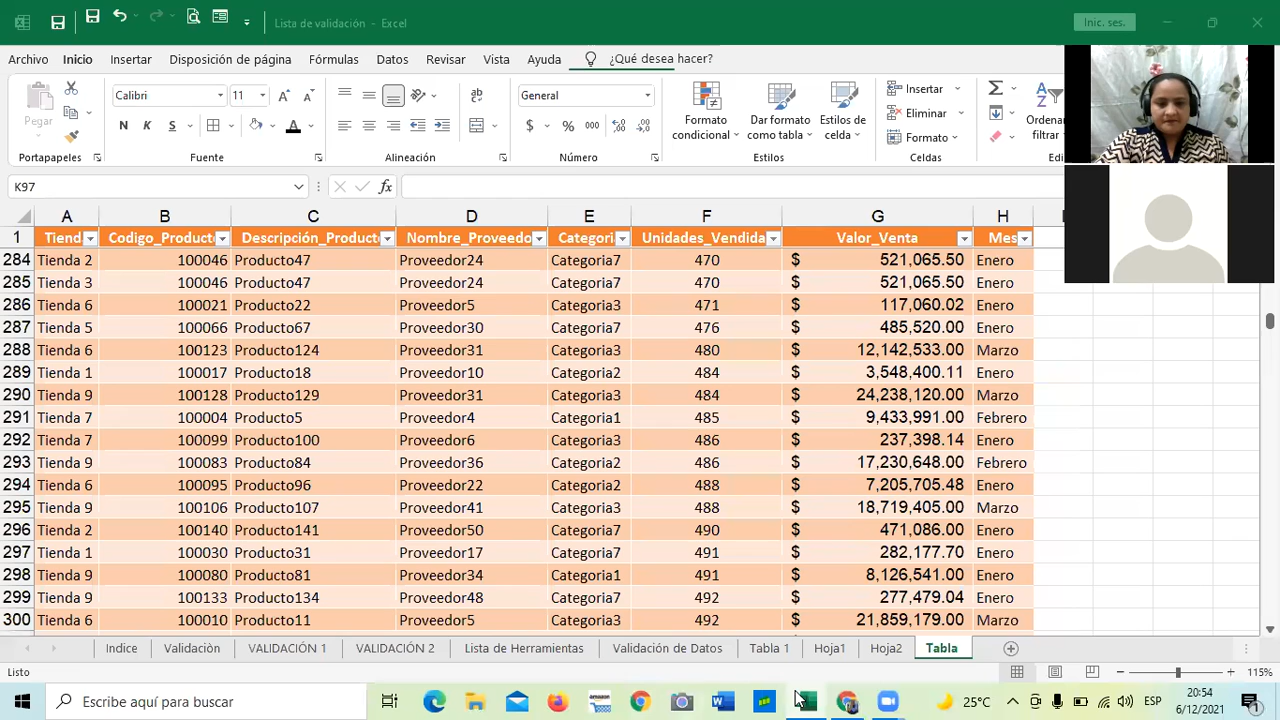 Lista de validación - Excel
Inic. ses.
Archivo Inicio Insertar Disposición de página Fórmulas Datos Revisar Vista Ayuda ¿Qué desea hacer?
Calibri 11 General Insertar
Pegar N K S $ % 000 Formato condicional Dar formato como tabla Estilos de celda Eliminar Formato Ordenar filtrar
Portapapeles Fuente Alineación Número Estilos Celdas
K97 fx
A B C D E F G H
1 Tiend Codigo_Product Descripción_Product Nombre_Proveedo Categori Unidades_Vendida Valor_Venta Mes
284 Tienda 2 100046 Producto47 Proveedor24 Categoria7 470 $ 521,065.50 Enero
285 Tienda 3 100046 Producto47 Proveedor24 Categoria7 470 $ 521,065.50 Enero
286 Tienda 6 100021 Producto22 Proveedor5 Categoria3 471 $ 117,060.02 Enero
287 Tienda 5 100066 Producto67 Proveedor30 Categoria7 476 $ 485,520.00 Enero
288 Tienda 6 100123 Producto124 Proveedor31 Categoria3 480 $ 12,142,533.00 Marzo
289 Tienda 1 100017 Producto18 Proveedor10 Categoria2 484 $ 3,548,400.11 Enero
290 Tienda 9 100128 Producto129 Proveedor31 Categoria3 484 $ 24,238,120.00 Marzo
291 Tienda 7 100004 Producto5 Proveedor4 Categoria1 485 $ 9,433,991.00 Febrero
292 Tienda 7 100099 Producto100 Proveedor6 Categoria3 486 $ 237,398.14 Enero
293 Tienda 9 100083 Producto84 Proveedor36 Categoria2 486 $ 17,230,648.00 Febrero
294 Tienda 6 100095 Producto96 Proveedor22 Categoria2 488 $ 7,205,705.48 Enero
295 Tienda 9 100106 Producto107 Proveedor41 Categoria3 488 $ 18,719,405.00 Marzo
296 Tienda 2 100140 Producto141 Proveedor50 Categoria7 490 $ 471,086.00 Enero
297 Tienda 1 100030 Producto31 Proveedor17 Categoria7 491 $ 282,177.70 Enero
298 Tienda 9 100080 Producto81 Proveedor34 Categoria1 491 $ 8,126,541.00 Enero
299 Tienda 9 100133 Producto134 Proveedor48 Categoria7 492 $ 277,479.04 Enero
300 Tienda 6 100010 Producto11 Proveedor5 Categoria3 492 $ 21,859,179.00 Marzo
Indice Validación VALIDACIÓN 1 VALIDACIÓN 2 Lista de Herramientas Validación de Datos Tabla 1 Hoja1 Hoja2 Tabla
Listo 115%
Escribe aquí para buscar 25°C ESP 20:54
6/12/2021